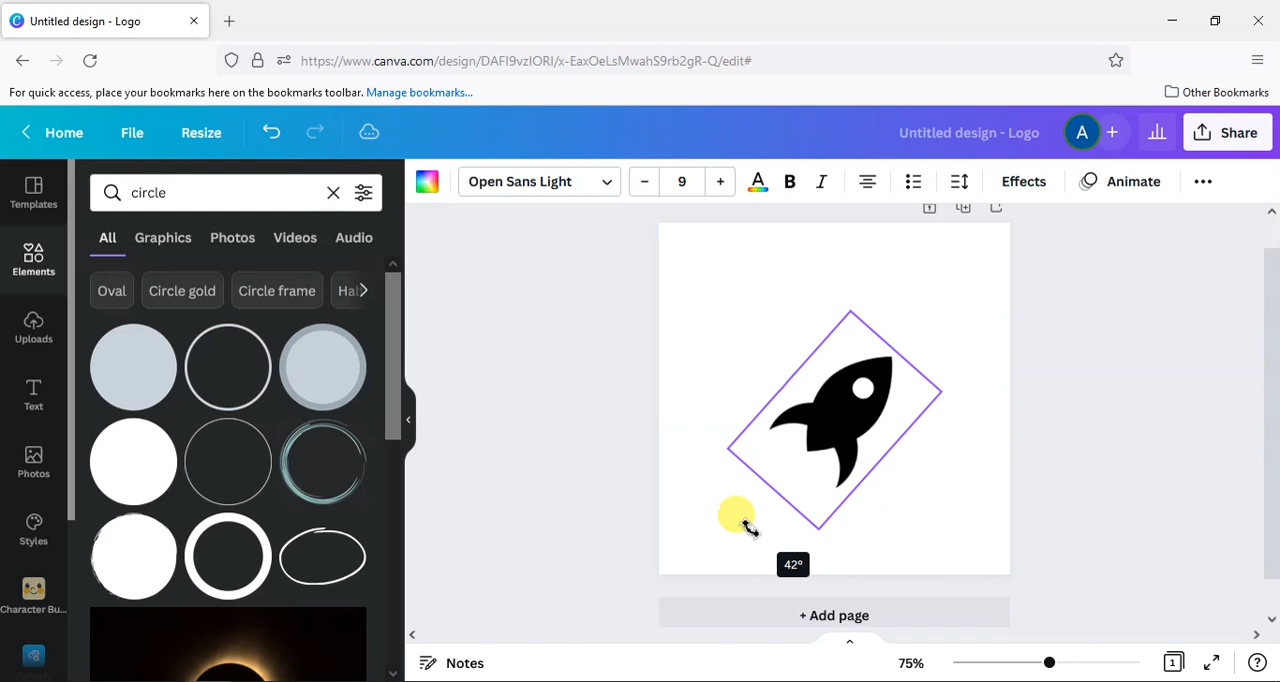 Untitled design - Logo
https://www.canva.com/design/DAFI9vzIORI/x-EaxOeLsMwahS9rb2gR-Q/edit#
For quick access, place your bookmarks here on the bookmarks toolbar. Manage bookmarks...
Other Bookmarks
Home File Resize
Untitled design - Logo
A
Share
Templates
Elements
Uploads
Text
Photos
Styles
Character Bu...
circle
All Graphics Photos Videos Audio
Oval Circle gold Circle frame
Open Sans Light
9
A B I
Effects Animate
42°
+ Add page
Notes
75%
1
?